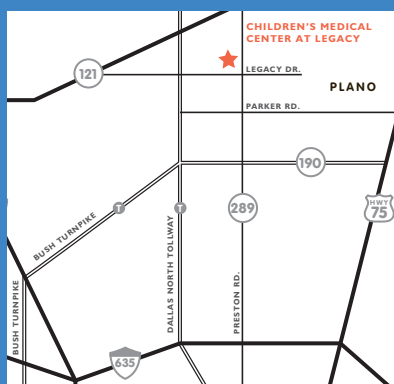 CHILDREN'S MEDICAL
CENTER AT LEGACY
121
LEGACY DR.
PLANO
PARKER RD.
190
T
T
289
HWY
75
BUSH TURNPIKE
DALLAS NORTH TOLLWAY
PRESTON RD.
BUSH TURNPIKE
635